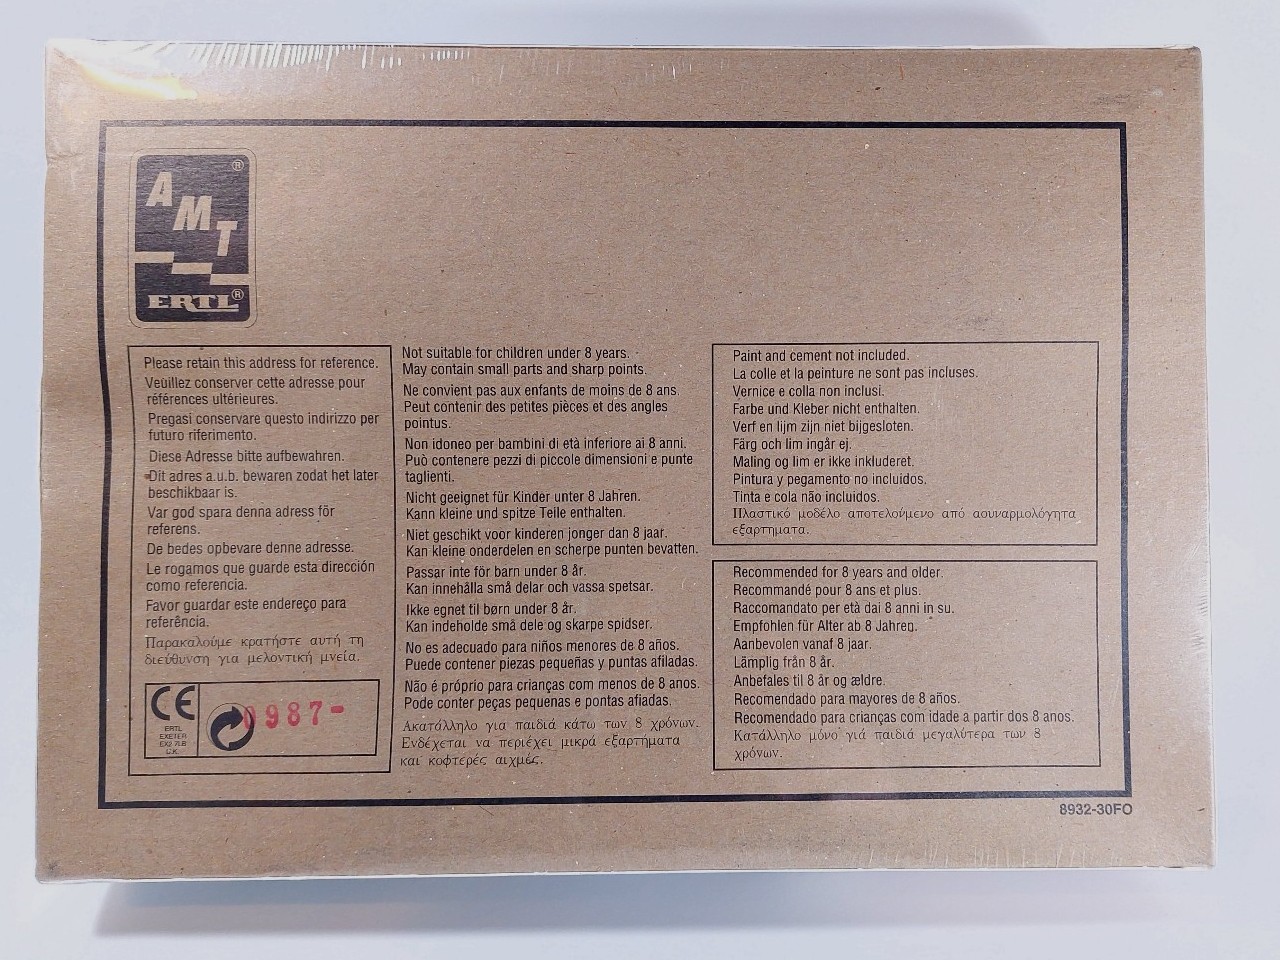 AMT®
ERTL®
Please retain this address for reference.
Veuillez conserver cette adresse pour
références ultérieures.
Pregasi conservare questo indirizzo per
futuro riferimento.
Diese Adresse bitte aufbewahren.
Dit adres a.u.b. bewaren zodat het later
beschikbaar is.
Var god spara denna adress för
referens.
De bedes opbevare denne adresse.
Le rogamos que guarde esta dirección
como referencia.
Favor guardar este endereço para
referência.
Παρακαλούμε κρατήστε αυτή τη
διεύθυνση για μελοντική μνεία.
CE
ERTL
EXETER
EX2 7LB
U.K.
0987-
Not suitable for children under 8 years.
May contain small parts and sharp points.
Ne convient pas aux enfants de moins de 8 ans.
Peut contenir des petites pièces et des angles
pointus.
Non idoneo per bambini di età inferiore ai 8 anni.
Può contenere pezzi di piccole dimensioni e punte
taglienti.
Nicht geeignet für Kinder unter 8 Jahren.
Kann kleine und spitze Teile enthalten.
Niet geschikt voor kinderen jonger dan 8 jaar.
Kan kleine onderdelen en scherpe punten bevatten.
Passar inte för barn under 8 år.
Kan innehålla små delar och vassa spetsar.
Ikke egnet til børn under 8 år.
Kan indeholde små dele og skarpe spidser.
No es adecuado para niños menores de 8 años.
Puede contener piezas pequeñas y puntas afiladas.
Não é próprio para crianças com menos de 8 anos.
Pode conter peças pequenas e pontas afiadas.
Ακατάλληλο για παιδιά κάτω των 8 χρόνων.
Ενδέχεται να περιέχει μικρά εξαρτήματα
και κοφτερές αιχμές.
Paint and cement not included.
La colle et la peinture ne sont pas incluses.
Vernice e colla non inclusi.
Farbe und Kleber nicht enthalten.
Verf en lijm zijn niet bijgesloten.
Färg och lim ingår ej.
Maling og lim er ikke inkluderet.
Pintura y pegamento no incluidos.
Tinta e cola não incluidos.
Πλαστικό μοδέλο αποτελούμενο από αουναρμολόγητα
εξαρτηματα.
Recommended for 8 years and older.
Recommandé pour 8 ans et plus.
Raccomandato per età dai 8 anni in su.
Empfohlen für Alter ab 8 Jahren.
Aanbevolen vanaf 8 jaar.
Lämplig från 8 år.
Anbefales til 8 år og ældre.
Recomendado para mayores de 8 años.
Recomendado para crianças com idade a partir dos 8 anos.
Κατάλληλο μόνο γιά παιδιά μεγαλύτερα των 8
χρόνων.
8932-30FO